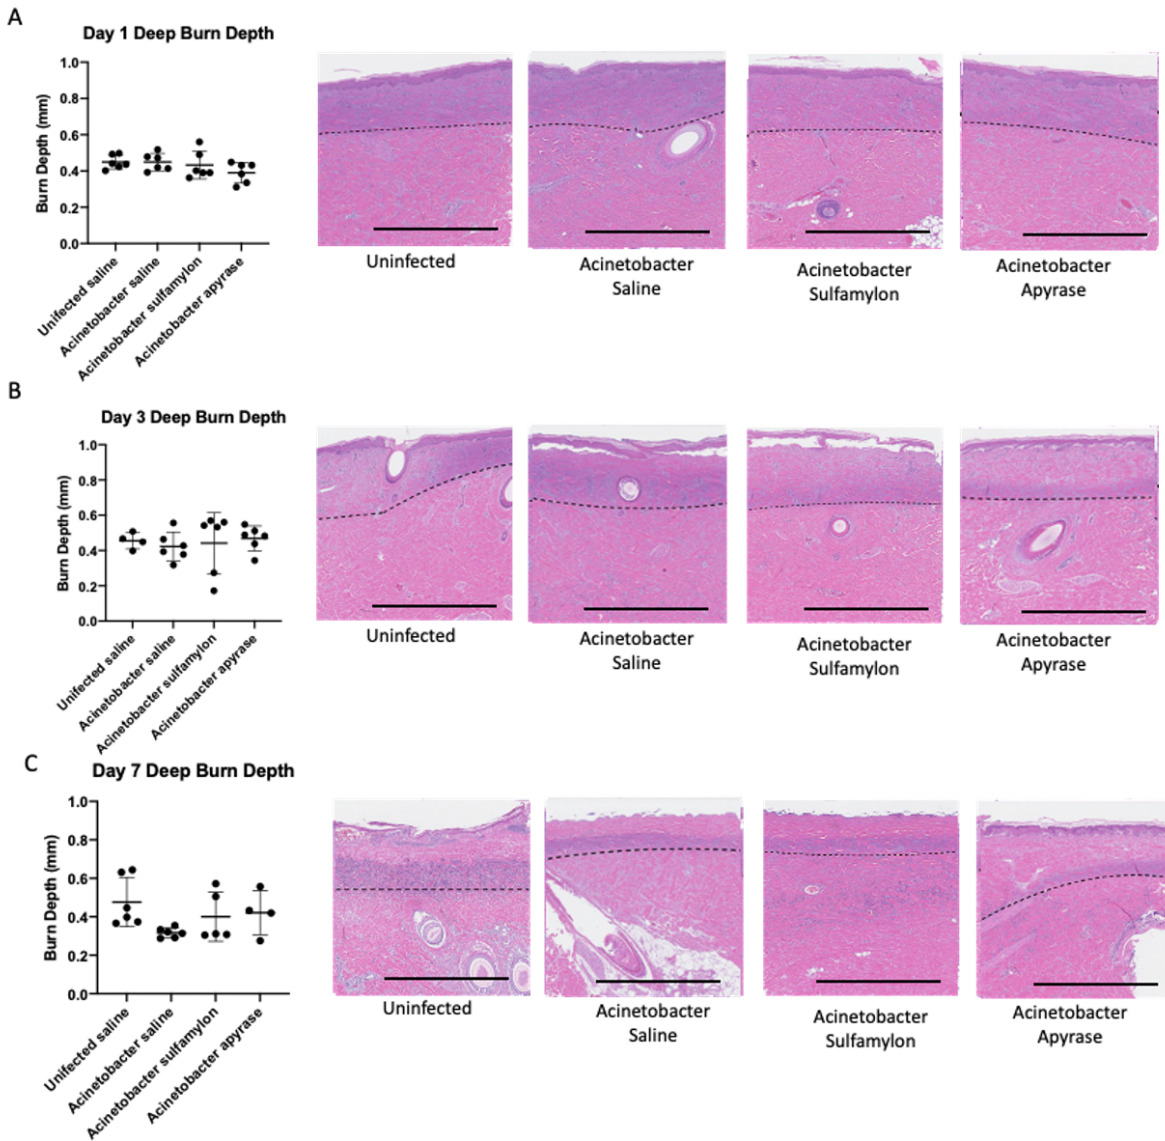 A
Day 1 Deep Burn Depth
Burn Depth (mm)
1.0
0.8
0.6
0.4
0.2
0.0
Unifected saline
Acinetobacter saline
Acinetobacter sulfamylon
Acinetobacter apyrase
Uninfected
Acinetobacter
Saline
Acinetobacter
Sulfamylon
Acinetobacter
Apyrase
B
Day 3 Deep Burn Depth
Burn Depth (mm)
1.0
0.8
0.6
0.4
0.2
0.0
Unifected saline
Acinetobacter saline
Acinetobacter sulfamylon
Acinetobacter apyrase
Uninfected
Acinetobacter
Saline
Acinetobacter
Sulfamylon
Acinetobacter
Apyrase
C
Day 7 Deep Burn Depth
Burn Depth (mm)
1.0
0.8
0.6
0.4
0.2
0.0
Unifected saline
Acinetobacter saline
Acinetobacter sulfamylon
Acinetobacter apyrase
Uninfected
Acinetobacter
Saline
Acinetobacter
Sulfamylon
Acinetobacter
Apyrase